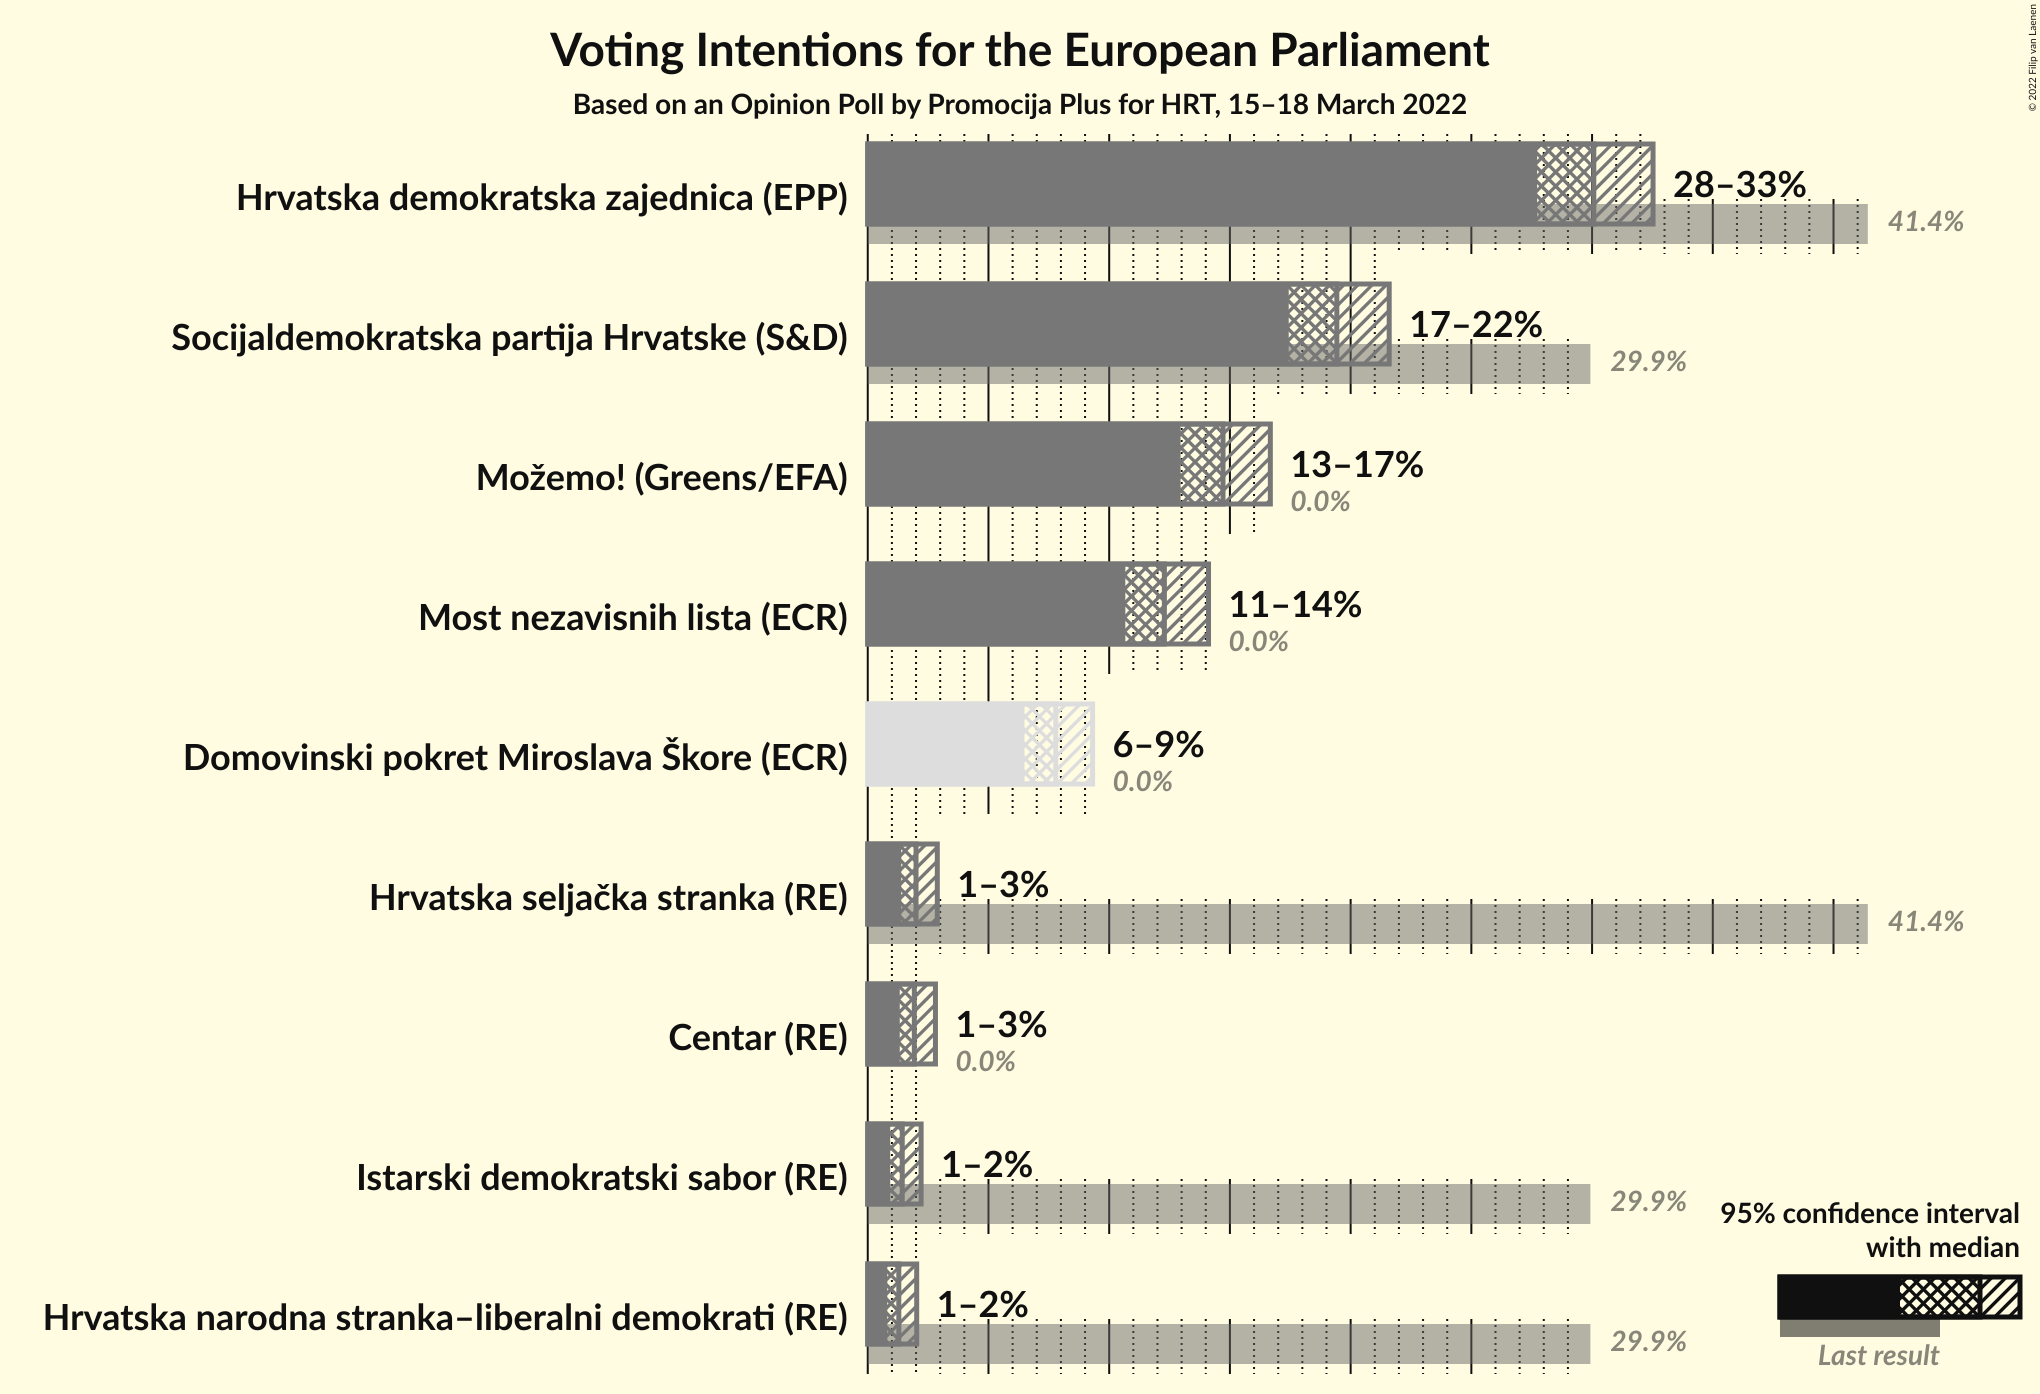 Voting Intentions for the European Parliament
Based on an Opinion Poll by Promocija Plus for HRT, 15–18 March 2022
© 2022 Filip van Laenen
Hrvatska demokratska zajednica (EPP)
28–33%
41.4%
Socijaldemokratska partija Hrvatske (S&D)
17–22%
29.9%
Možemo! (Greens/EFA)
13–17%
0.0%
Most nezavisnih lista (ECR)
11–14%
0.0%
Domovinski pokret Miroslava Škore (ECR)
6–9%
0.0%
Hrvatska seljačka stranka (RE)
1–3%
41.4%
Centar (RE)
1–3%
0.0%
Istarski demokratski sabor (RE)
1–2%
29.9%
Hrvatska narodna stranka–liberalni demokrati (RE)
1–2%
29.9%
95% confidence interval
with median
Last result